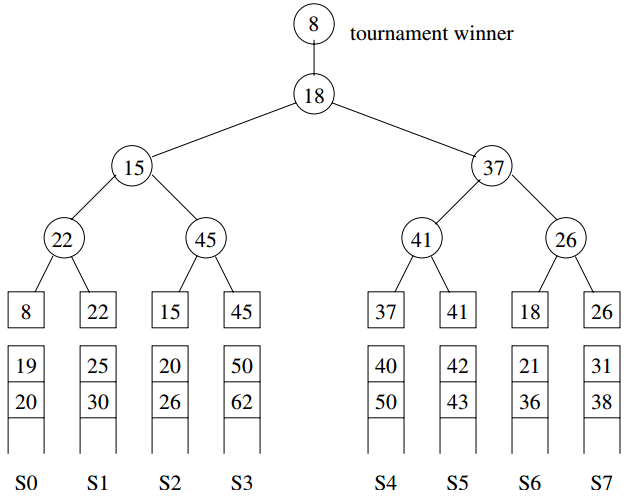 8 tournament winner
18
15 37
22 45 41 26
8 22 15 45 37 41 18 26
19 25 20 50 40 42 21 31
20 30 26 62 50 43 36 38
S0 S1 S2 S3 S4 S5 S6 S7